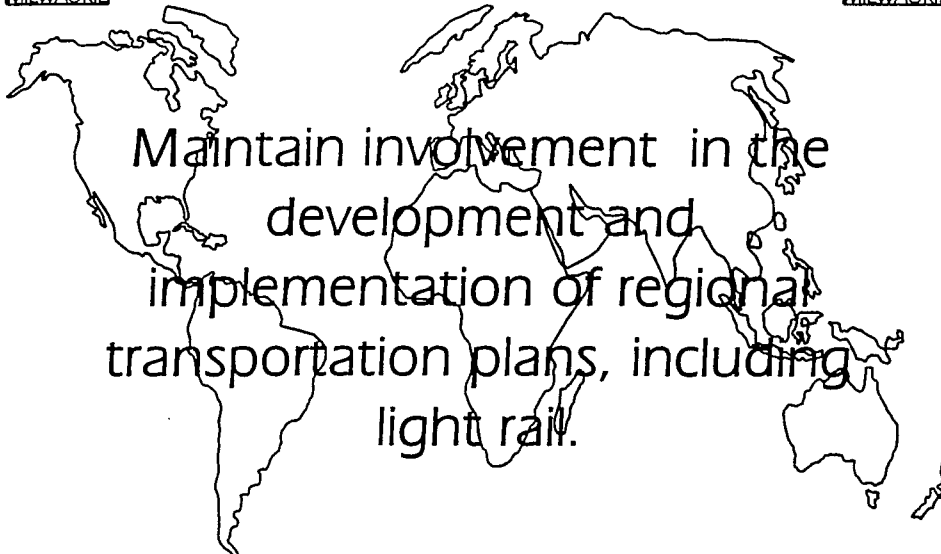 Maintain involvement in the
development and
implementation of regional
transportation plans, including
light rail.